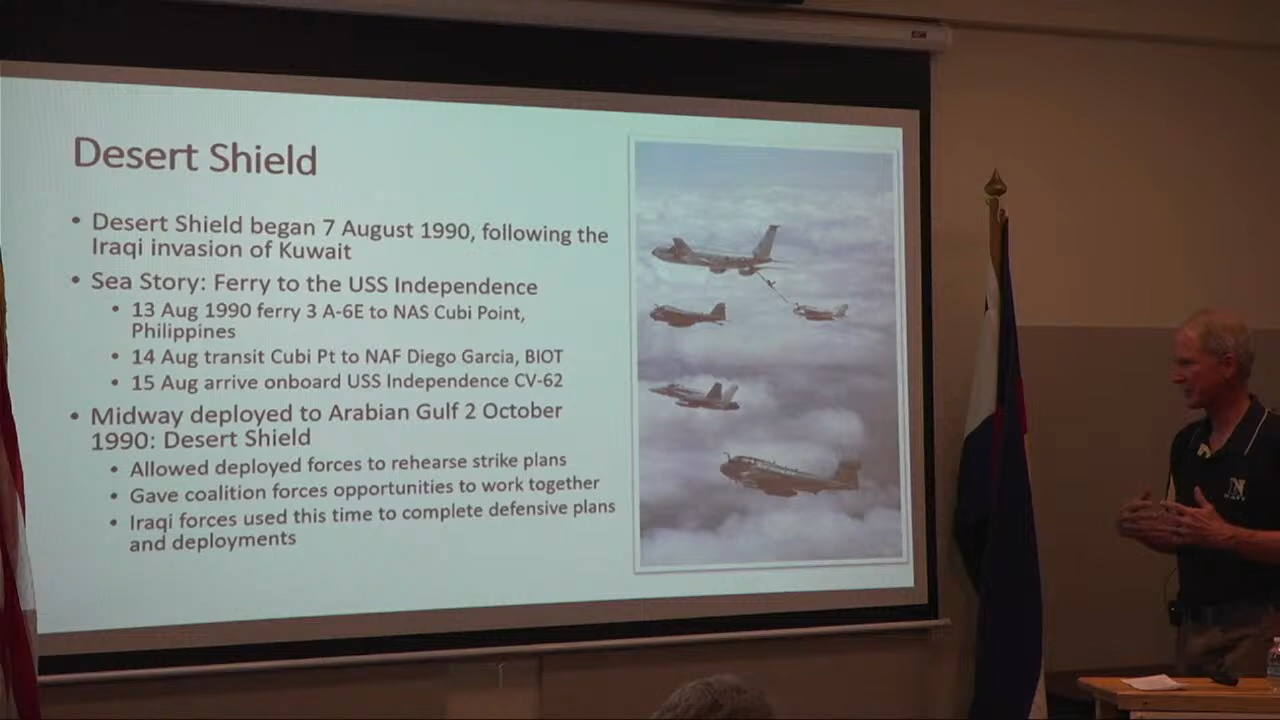 Desert Shield
• Desert Shield began 7 August 1990, following the
Iraqi invasion of Kuwait
• Sea Story: Ferry to the USS Independence
• 13 Aug 1990 ferry 3 A-6E to NAS Cubi Point,
Philippines
• 14 Aug transit Cubi Pt to NAF Diego Garcia, BIOT
• 15 Aug arrive onboard USS Independence CV-62
• Midway deployed to Arabian Gulf 2 October
1990: Desert Shield
• Allowed deployed forces to rehearse strike plans
• Gave coalition forces opportunities to work together
• Iraqi forces used this time to complete defensive plans
and deployments
N
NAVY